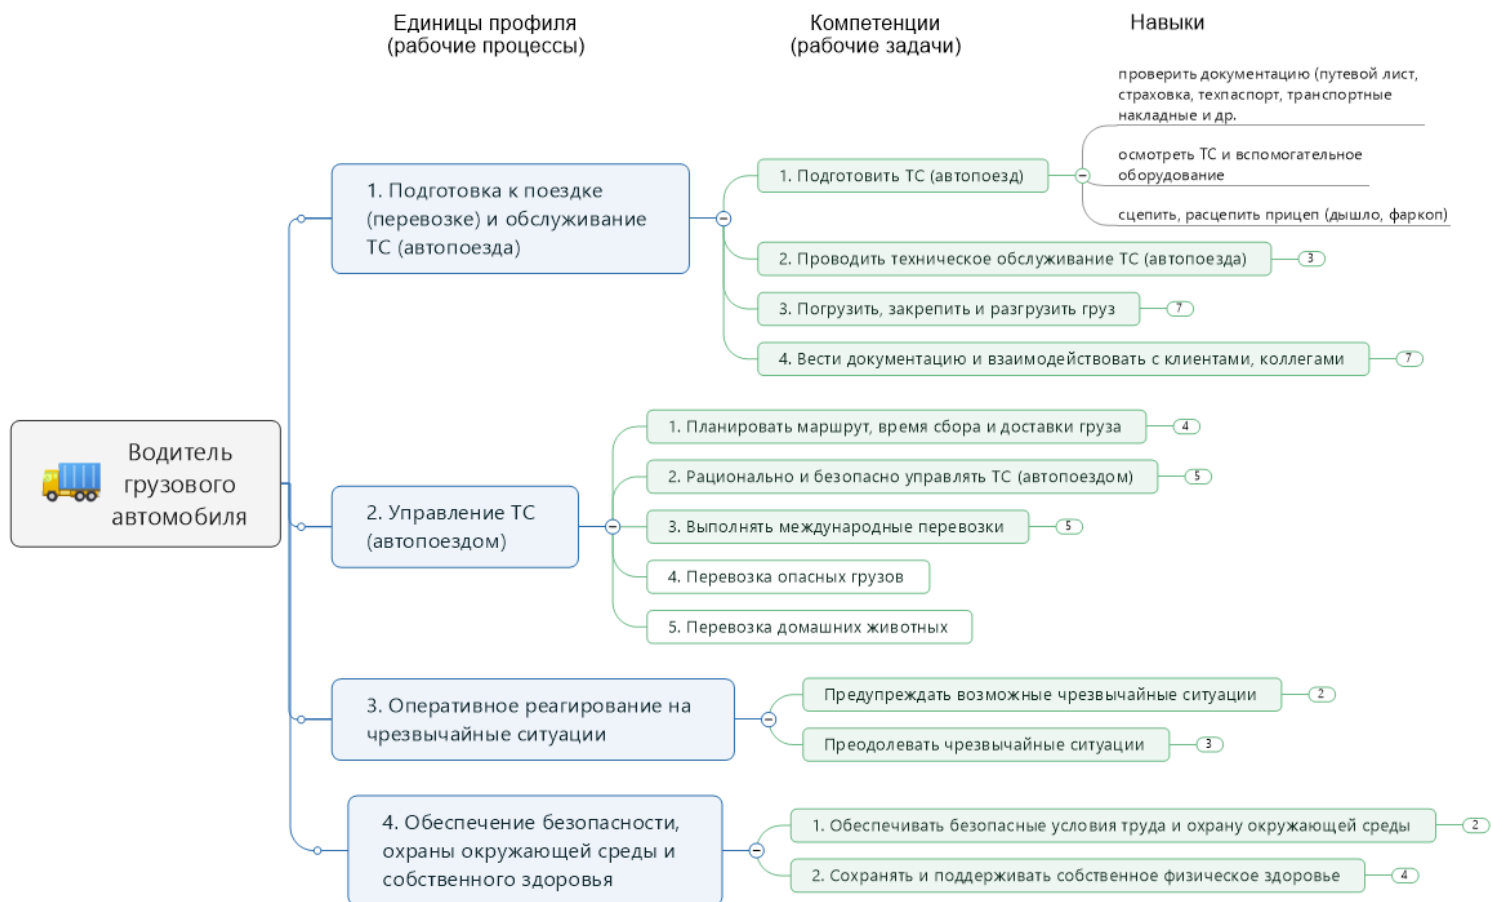 Единицы профиля
(рабочие процессы)
Компетенции
(рабочие задачи)
Навыки
Водитель
грузового
автомобиля
1. Подготовка к поездке
(перевозке) и обслуживание
ТС (автопоезда)
1. Подготовить ТС (автопоезд)
проверить документацию (путевой лист,
страховка, техпаспорт, транспортные
накладные и др.
осмотреть ТС и вспомогательное
оборудование
сцепить, расцепить прицеп (дышло, фаркоп)
2. Проводить техническое обслуживание ТС (автопоезда)
3
3. Погрузить, закрепить и разгрузить груз
7
4. Вести документацию и взаимодействовать с клиентами, коллегами
7
2. Управление ТС
(автопоездом)
1. Планировать маршрут, время сбора и доставки груза
4
2. Рационально и безопасно управлять ТС (автопоездом)
5
3. Выполнять международные перевозки
5
4. Перевозка опасных грузов
5. Перевозка домашних животных
3. Оперативное реагирование на
чрезвычайные ситуации
Предупреждать возможные чрезвычайные ситуации
2
Преодолевать чрезвычайные ситуации
3
4. Обеспечение безопасности,
охраны окружающей среды и
собственного здоровья
1. Обеспечивать безопасные условия труда и охрану окружающей среды
2
2. Сохранять и поддерживать собственное физическое здоровье
4